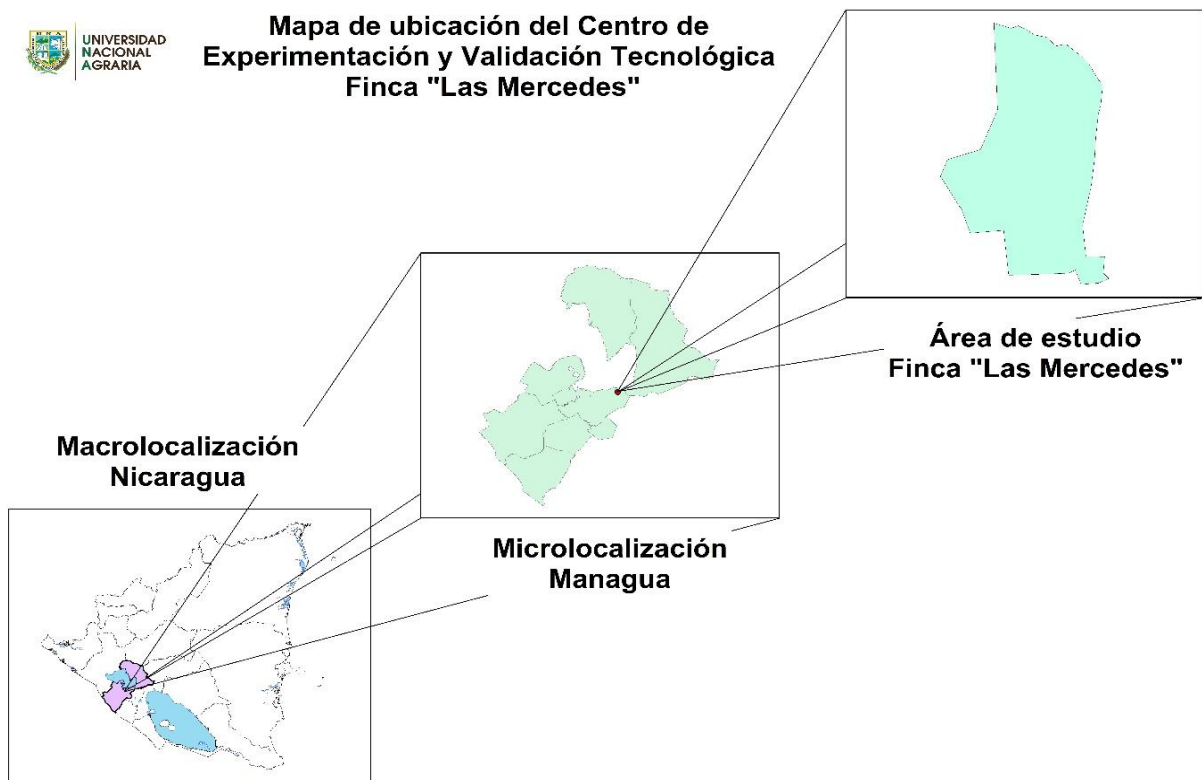 UNIVERSIDAD
NACIONAL
AGRARIA
Mapa de ubicación del Centro de
Experimentación y Validación Tecnológica
Finca "Las Mercedes"
Área de estudio
Finca "Las Mercedes"
Macrolocalización
Nicaragua
Microlocalización
Managua